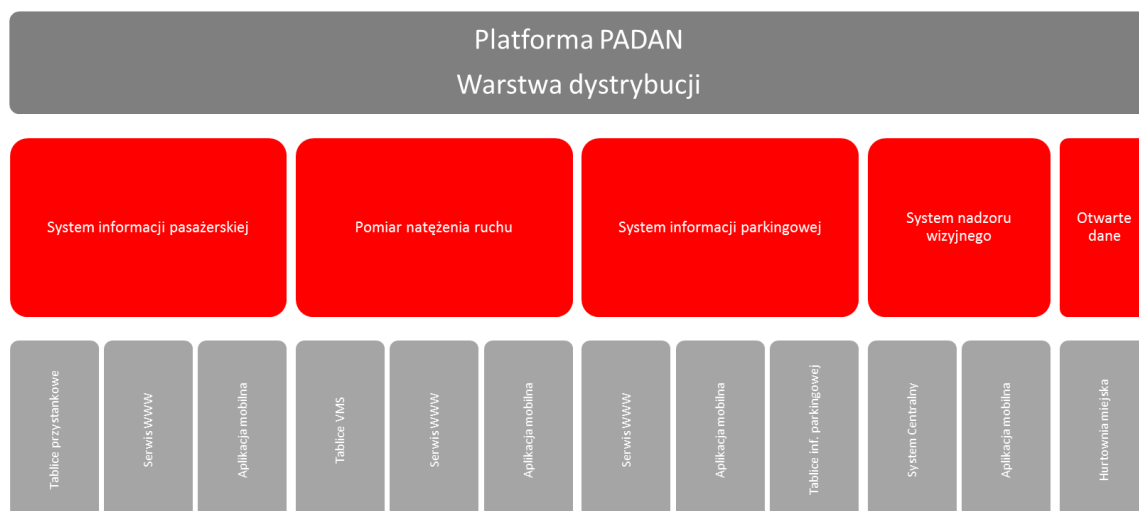 Platforma PADAN
Warstwa dystrybucji
System informacji pasażerskiej
Pomiar natężenia ruchu
System informacji parkingowej
System nadzoru
wizyjnego
Otwarte
dane
Tablice przystankowe
Serwis WWW
Aplikacja mobilna
Tablice VMS
Serwis WWW
Aplikacja mobilna
Serwis WWW
Aplikacja mobilna
Tablice inf. parkingowej
System Centralny
Aplikacja mobilna
Hurtownia miejska